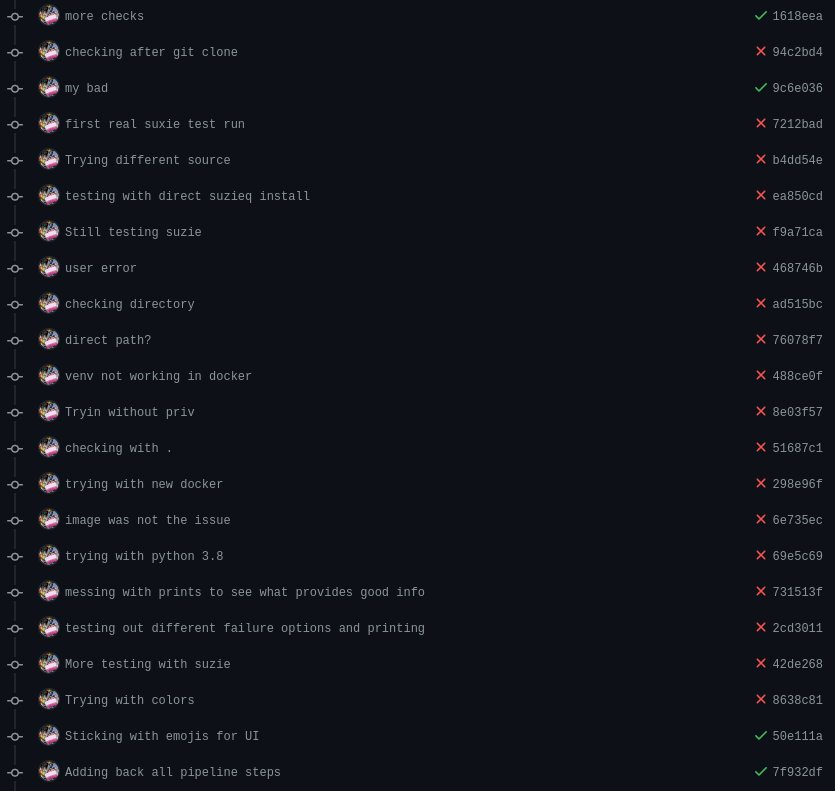 more checks 1618eea
checking after git clone 94c2bd4
my bad 9c6e036
first real suxie test run 7212bad
Trying different source b4dd54e
testing with direct suzieq install ea850cd
Still testing suzie f9a71ca
user error 468746b
checking directory ad515bc
direct path? 76078f7
venv not working in docker 488ce0f
Tryin without priv 8e03f57
checking with . 51687c1
trying with new docker 298e96f
image was not the issue 6e735ec
trying with python 3.8 69e5c69
messing with prints to see what provides good info 731513f
testing out different failure options and printing 2cd3011
More testing with suzie 42de268
Trying with colors 8638c81
Sticking with emojis for UI 50e111a
Adding back all pipeline steps 7f932df